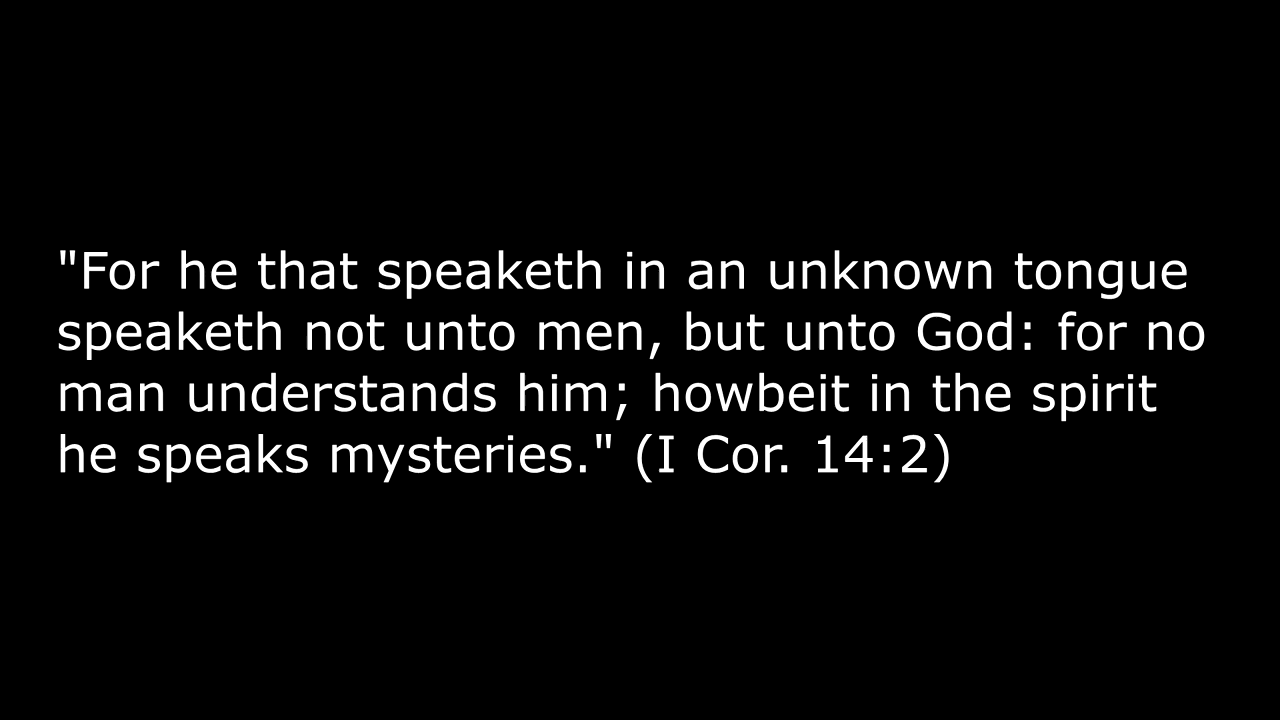 "For he that speaketh in an unknown tongue
speaketh not unto men, but unto God: for no
man understands him; howbeit in the spirit
he speaks mysteries." (I Cor. 14:2)